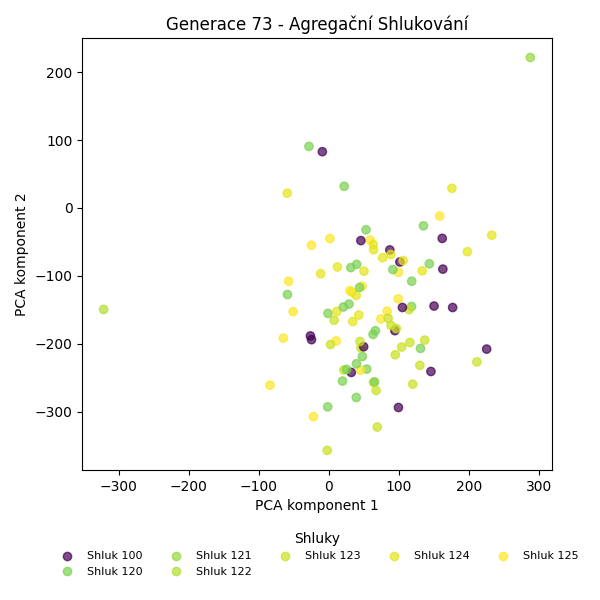 Generace 73 - Agregační Shlukování
PCA komponent 2
200
100
0
−100
−200
−300
−300 −200 −100 0 100 200 300
PCA komponent 1
Shluky
Shluk 100 Shluk 121 Shluk 123 Shluk 124 Shluk 125
Shluk 120 Shluk 122